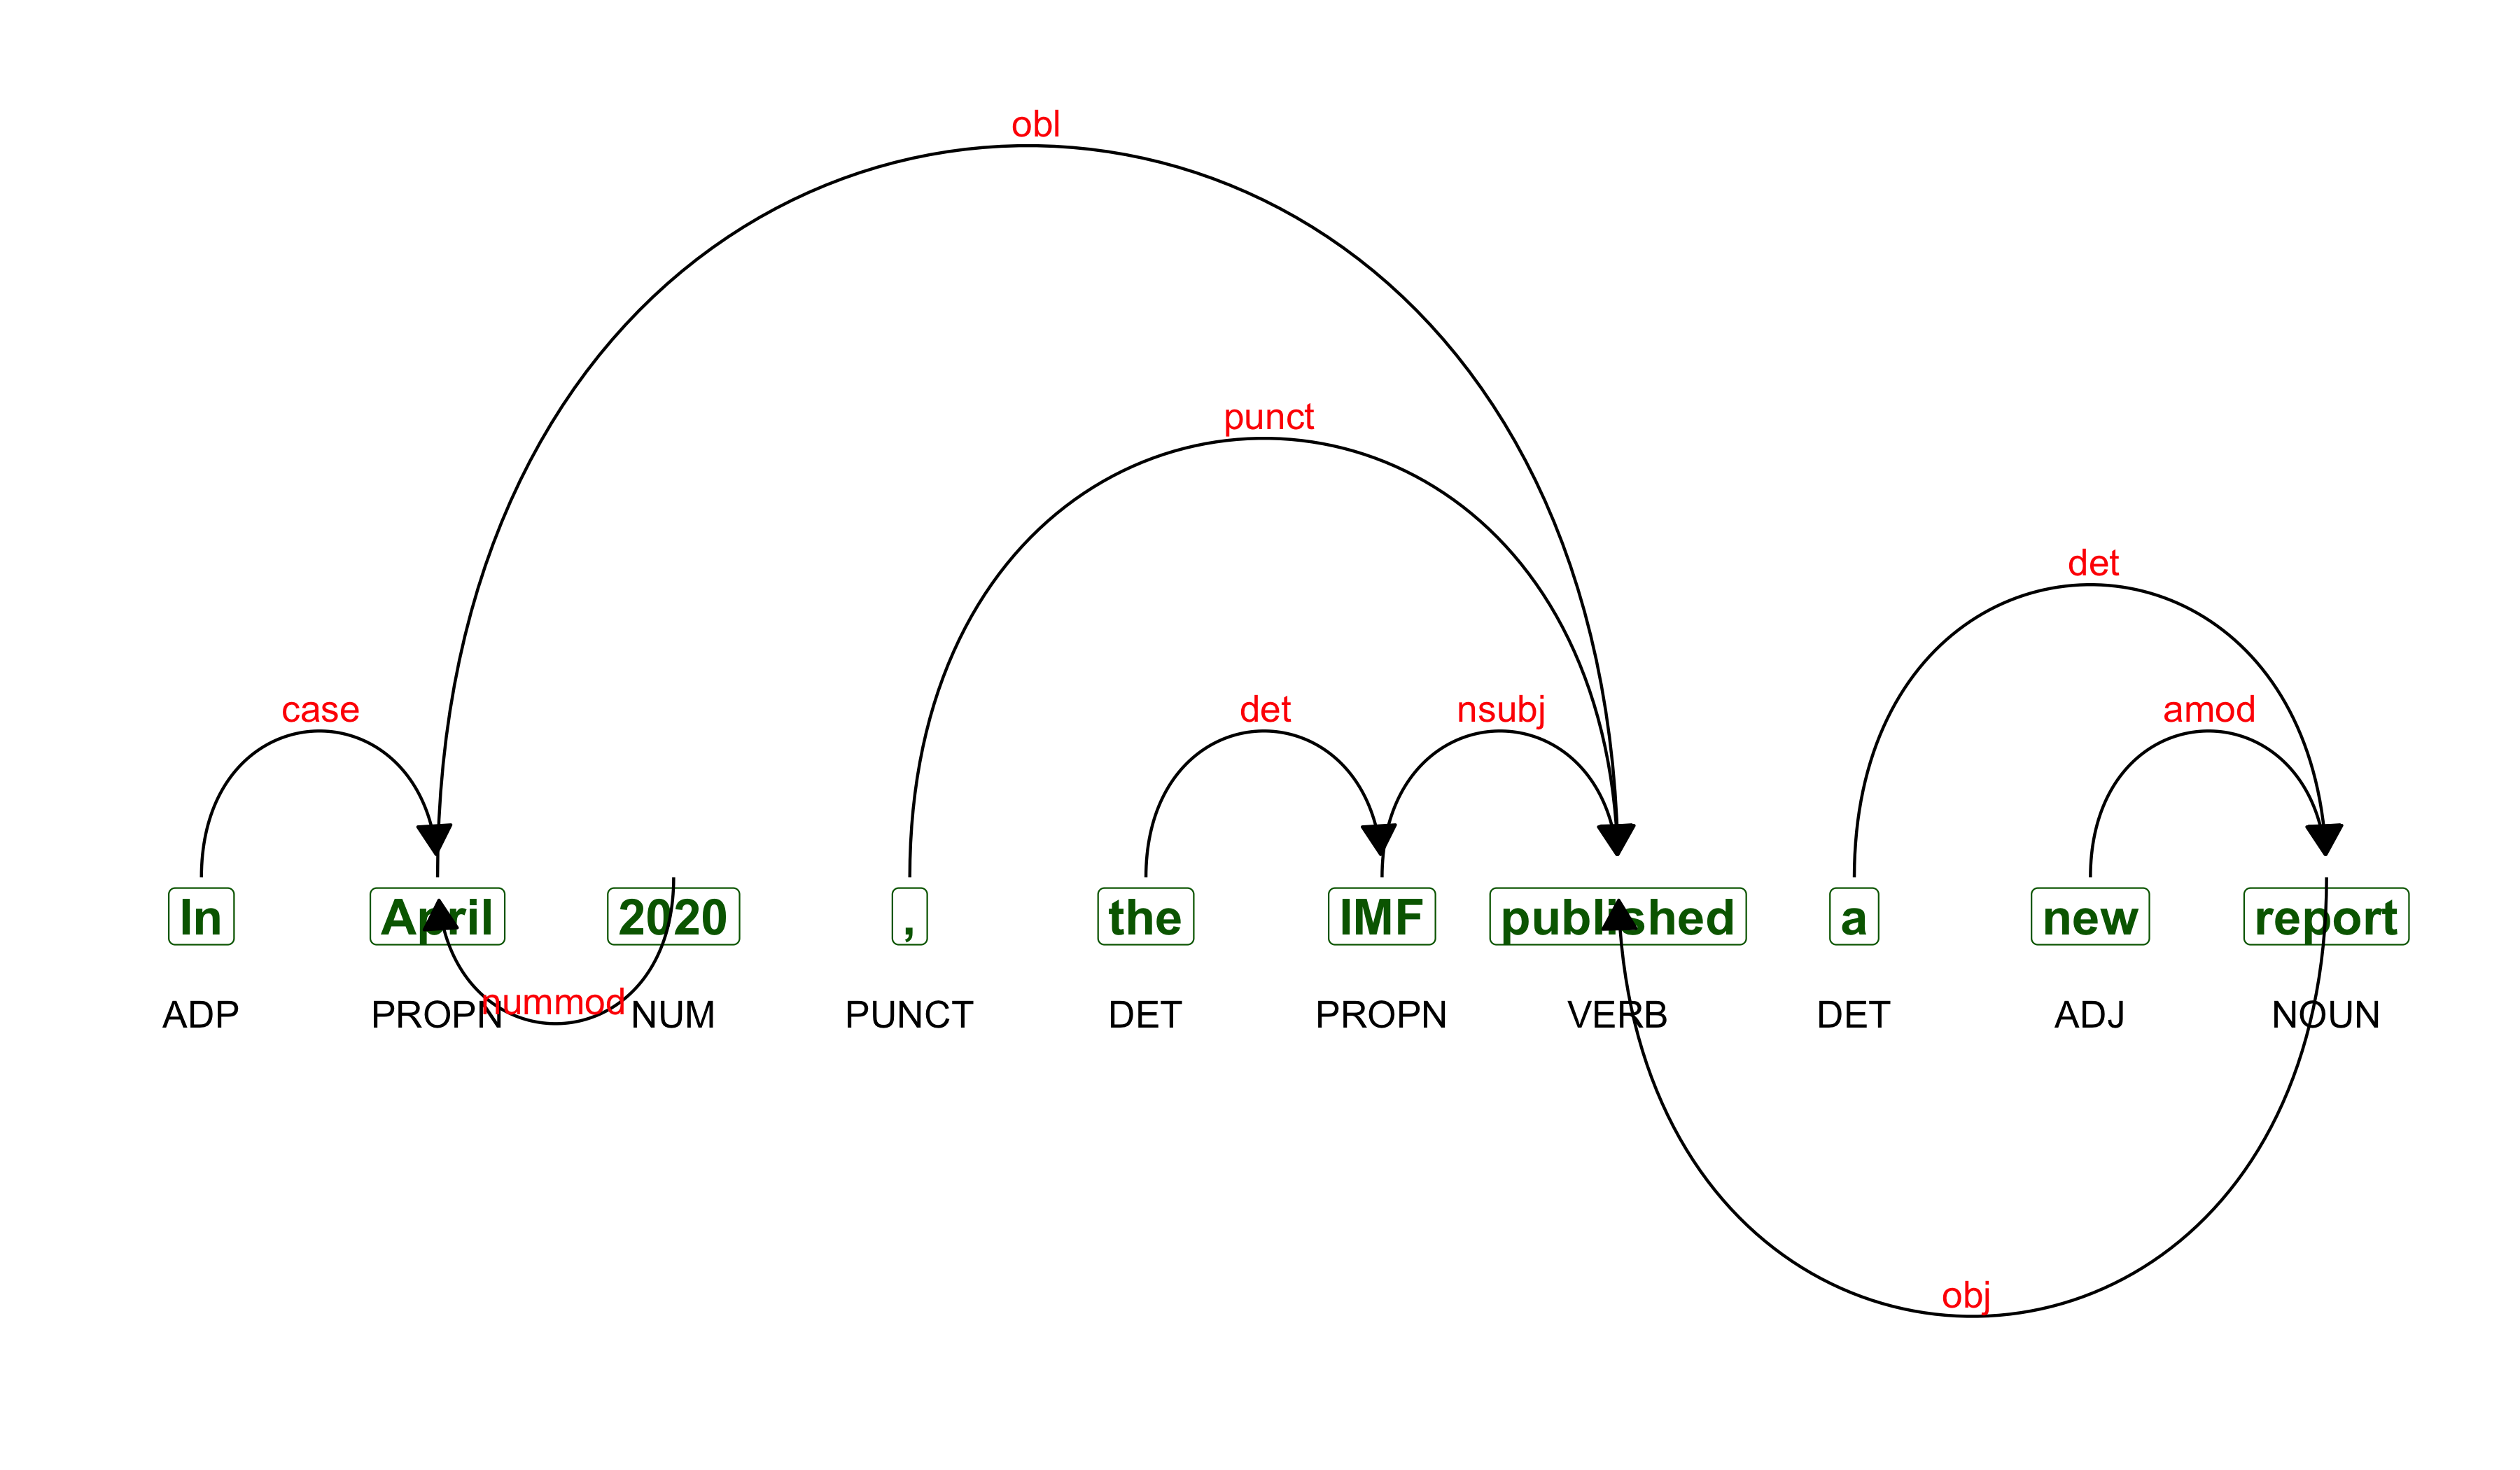 obl
punct
det
case det nsubj amod
In April 2020 , the IMF published a new report
nummod
ADP PROPN NUM PUNCT DET PROPN VERB DET ADJ NOUN
obj